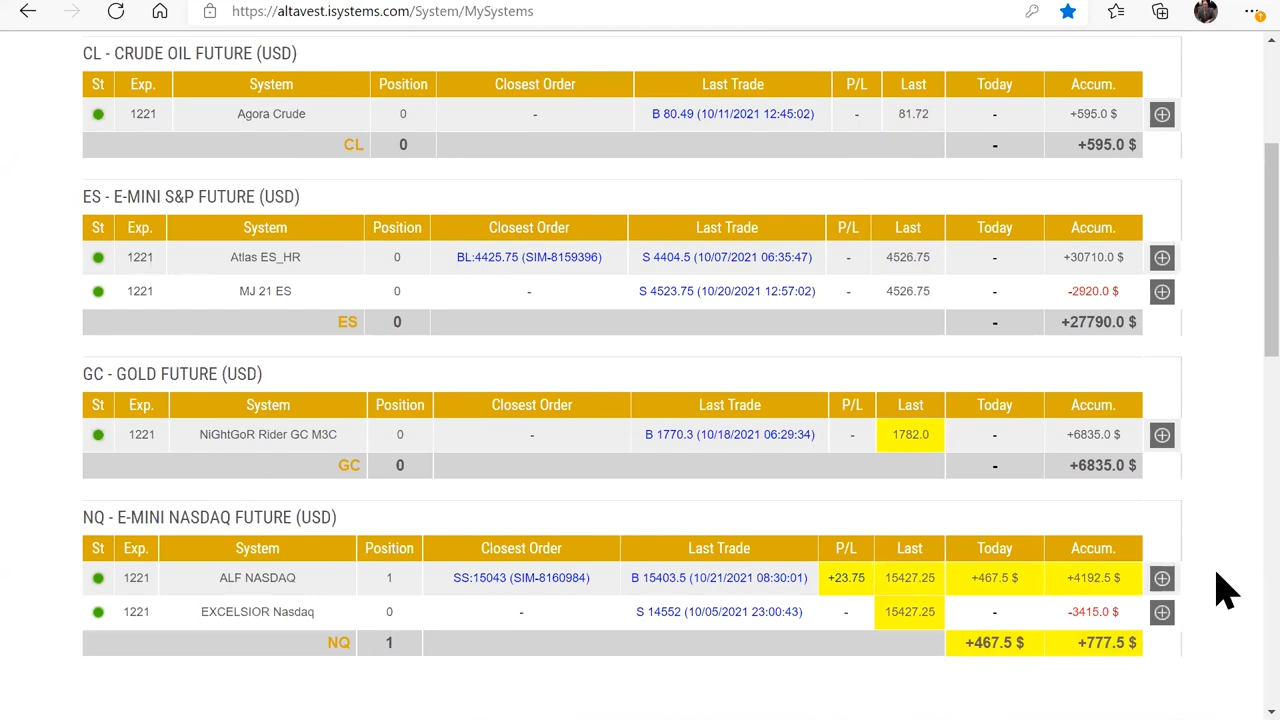 https://altavest.isystems.com/System/MySystems
CL - CRUDE OIL FUTURE (USD)
St Exp. System Position Closest Order Last Trade P/L Last Today Accum.
1221 Agora Crude 0 - B 80.49 (10/11/2021 12:45:02) - 81.72 - +595.0 $
CL 0 - +595.0 $
ES - E-MINI S&P FUTURE (USD)
St Exp. System Position Closest Order Last Trade P/L Last Today Accum.
1221 Atlas ES_HR 0 BL:4425.75 (SIM-8159396) S 4404.5 (10/07/2021 06:35:47) - 4526.75 - +30710.0 $
1221 MJ 21 ES 0 - S 4523.75 (10/20/2021 12:57:02) - 4526.75 - -2920.0 $
ES 0 - +27790.0 $
GC - GOLD FUTURE (USD)
St Exp. System Position Closest Order Last Trade P/L Last Today Accum.
1221 NiGhtGoR Rider GC M3C 0 - B 1770.3 (10/18/2021 06:29:34) - 1782.0 - +6835.0 $
GC 0 - +6835.0 $
NQ - E-MINI NASDAQ FUTURE (USD)
St Exp. System Position Closest Order Last Trade P/L Last Today Accum.
1221 ALF NASDAQ 1 SS:15043 (SIM-8160984) B 15403.5 (10/21/2021 08:30:01) +23.75 15427.25 +467.5 $ +4192.5 $
1221 EXCELSIOR Nasdaq 0 - S 14552 (10/05/2021 23:00:43) - 15427.25 - -3415.0 $
NQ 1 +467.5 $ +777.5 $